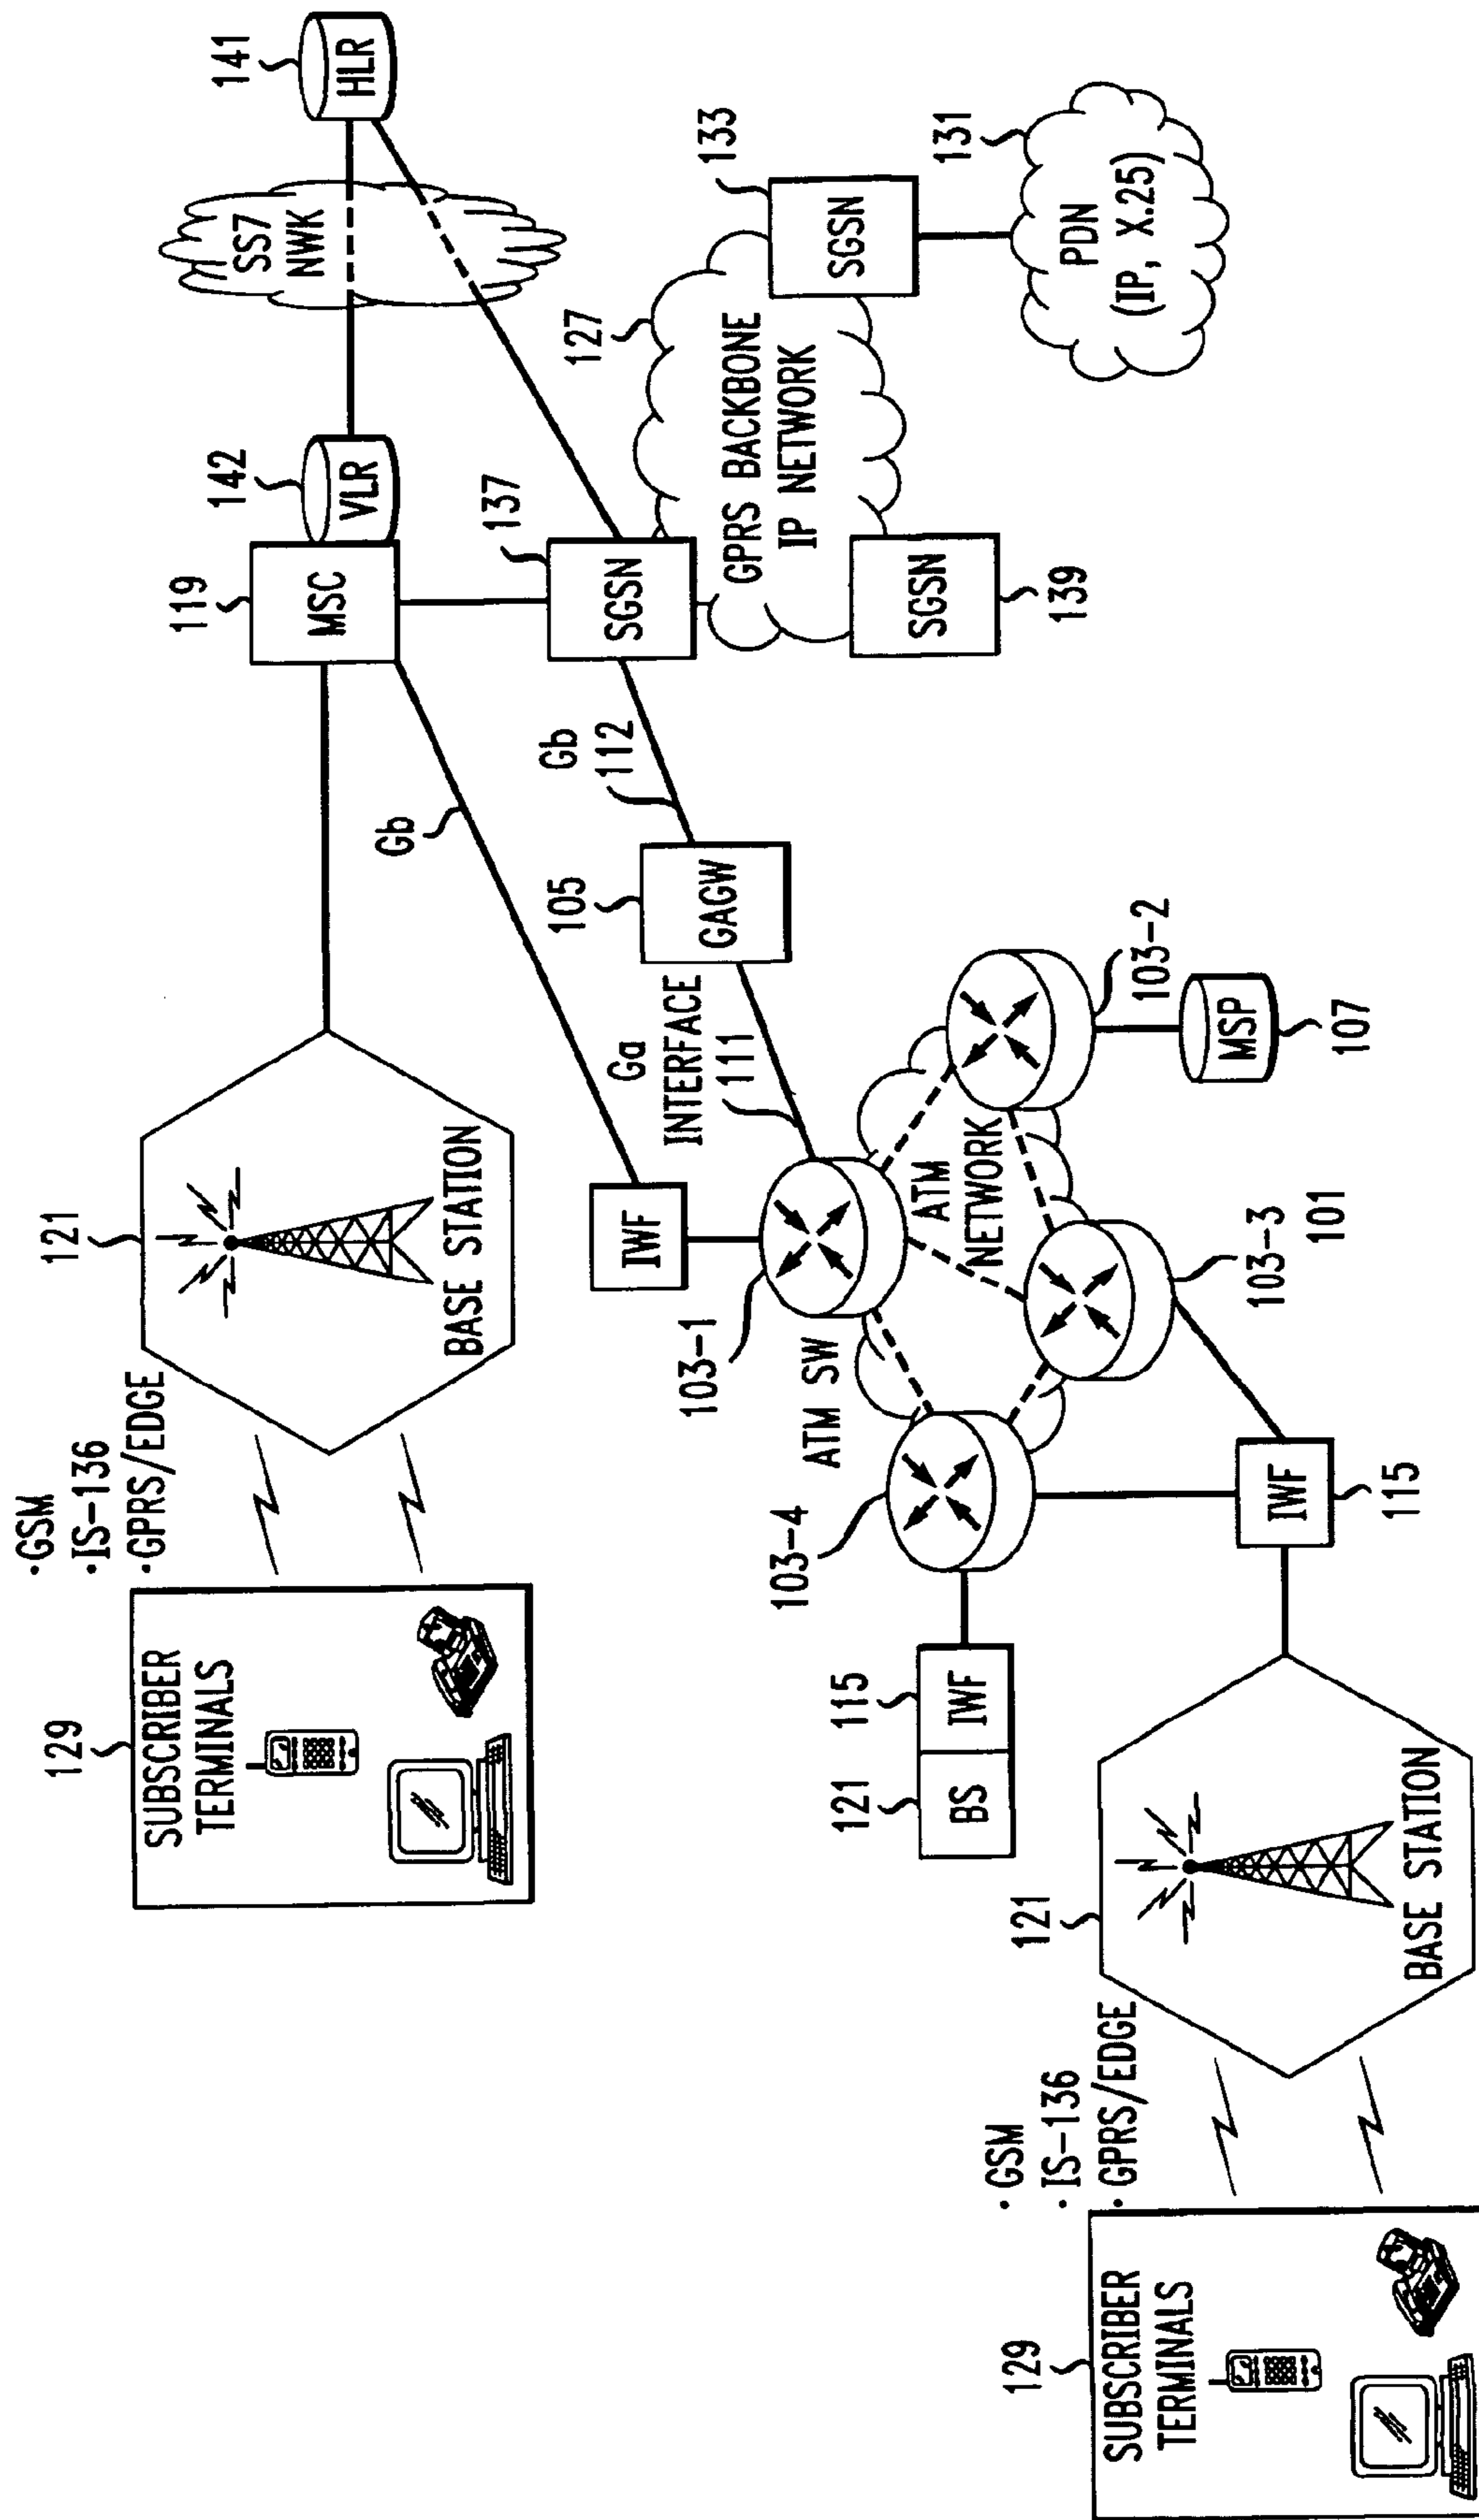 ·GSM
·IS-136
·GPRS/EDGE
129
SUBSCRIBER
TERMINALS
121
BASE STATION
119
MSC
142
VLR
SS7
NWK
141
HLR
Gb
137
SGSN
127
GPRS BACKBONE
IP NETWORK
133
SGSN
139
SGSN
131
PDN
(IP, X.25)
Gb
112
105
GAGW
Ga
INTERFACE
111
IWF
103-1
ATM SW
ATM
NETWORK
103-2
MSP
107
103-3
101
103-4
121
BS
115
IWF
IWF
115
121
BASE STATION
·GSM
·IS-136
·GPRS/EDGE
129
SUBSCRIBER
TERMINALS